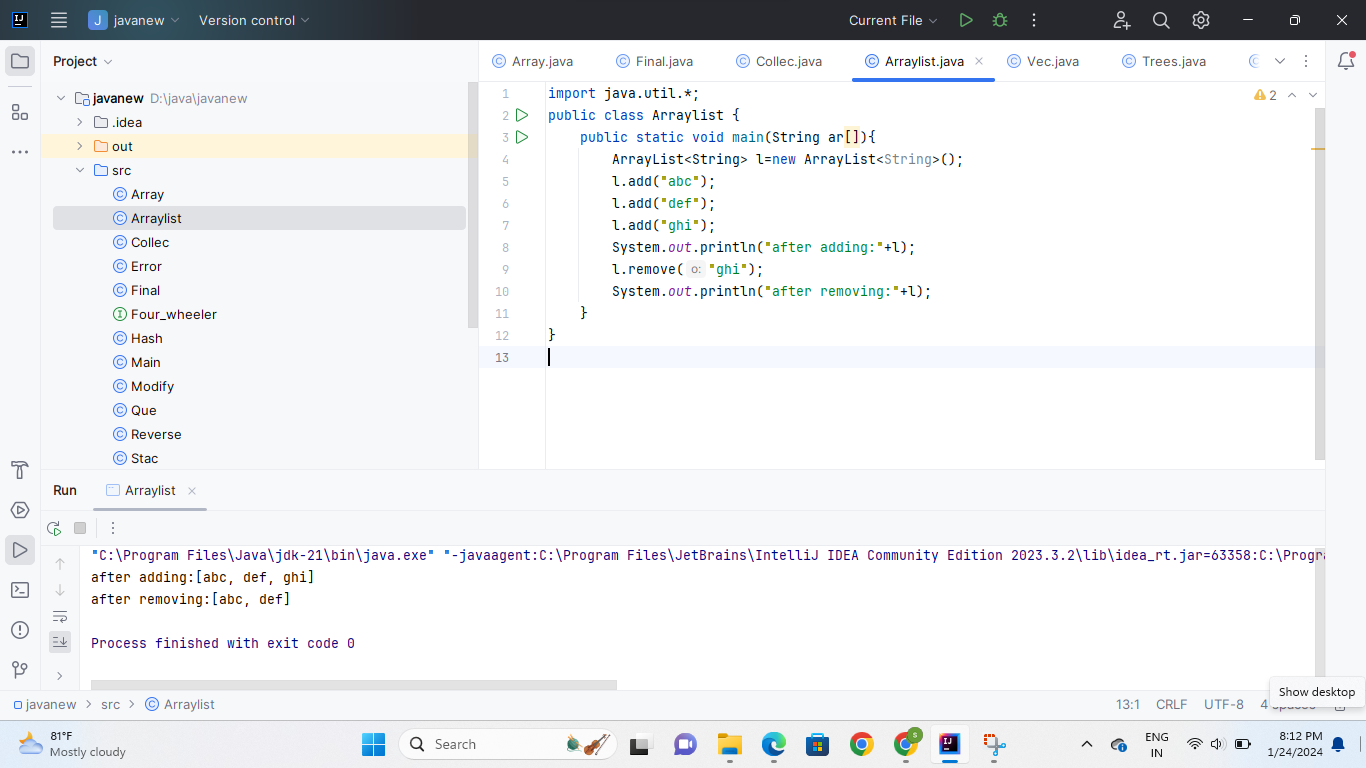 J javanew Version control Current File
Project
Array.java Final.java Collec.java Arraylist.java Vec.java Trees.java
javanew D:\java\javanew
.idea
out
src
Array
Arraylist
Collec
Error
Final
Four_wheeler
Hash
Main
Modify
Que
Reverse
Stac
2
1 import java.util.*;
2 public class Arraylist {
3 public static void main(String ar[]){
4 ArrayList<String> l=new ArrayList<String>();
5 l.add("abc");
6 l.add("def");
7 l.add("ghi");
8 System.out.println("after adding:"+l);
9 l.remove( o: "ghi");
10 System.out.println("after removing:"+l);
11 }
12 }
13
Run Arraylist
"C:\Program Files\Java\jdk-21\bin\java.exe" "-javaagent:C:\Program Files\JetBrains\IntelliJ IDEA Community Edition 2023.3.2\lib\idea_rt.jar=63358:C:\Progra
after adding:[abc, def, ghi]
after removing:[abc, def]
Process finished with exit code 0
Show desktop
javanew > src > Arraylist 13:1 CRLF UTF-8 4 spaces
81°F
Mostly cloudy
Search
ENG
IN
8:12 PM
1/24/2024